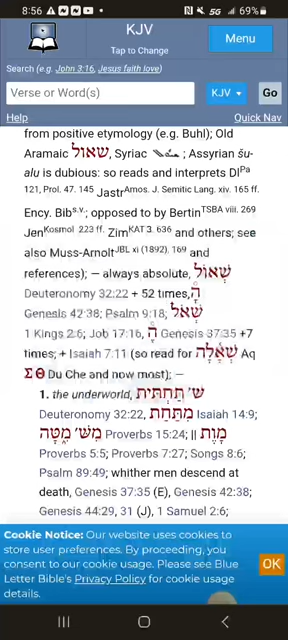 8:56
5G 69%
KJV
Tap to Change
Menu
Search (e.g. John 3:16, Jesus faith love)
Verse or Word(s)
KJV
Go
Help
Quick Nav
from positive etymology (e.g. Buhl); Old
Aramaic שאול, Syriac Assyrian šu-
alu is dubious: so reads and interprets Dl Pa
121, Prol. 47. 145 Jastr Amos. J. Semitic Lang. xiv. 165 ff.
Ency. Bib s.v.; opposed by Bertin TSBA viii. 269
Jen Kosmol 223 ff. Zim KAT 3. 636 and others; see
also Muss-Arnolt JBL xi (1892), 169 and
references); — always absolute, שְׁאוֹל
Deuteronomy 32:22 + 52 times,
Genesis 42:38; Psalm 9:18; שְׁאֹל
1 Kings 2:6; Job 17:16, Genesis 37:35 +7
times; + Isaiah 7:11 (so read for שְׁאָלָה Aq
ΣΘ Du Che and now most); —
1. the underworld, שׁ׳ תַּחְתִּית
Deuteronomy 32:22, מִתַּחַת Isaiah 14:9;
מִשּׁ׳ מַטָּה Proverbs 15:24; || מָוֶת
Proverbs 5:5; Proverbs 7:27; Songs 8:6;
Psalm 89:49; whither men descend at
death, Genesis 37:35 (E), Genesis 42:38;
Genesis 44:29, 31 (J), 1 Samuel 2:6;
Cookie Notice: Our website uses cookies to
store user preferences. By proceeding, you
consent to our cookie usage. Please see Blue
Letter Bible's Privacy Policy for cookie usage
details.
OK